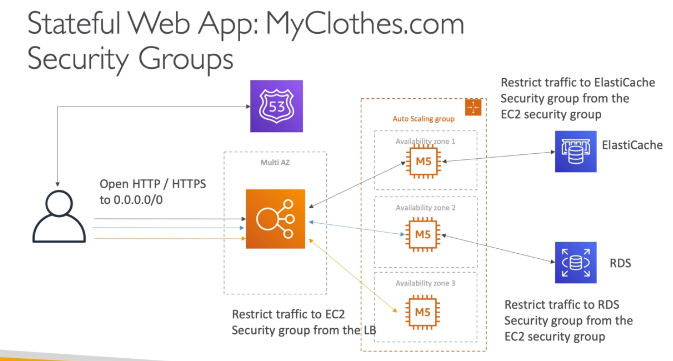 Stateful Web App: MyClothes.com
Security Groups
53
Open HTTP / HTTPS
to 0.0.0.0/0
Multi AZ
Restrict traffic to EC2
Security group from the LB
Auto Scaling group
Availability zone 1
M5
Availability zone 2
M5
Availability zone 3
M5
Restrict traffic to ElastiCache
Security group from the
EC2 security group
ElastiCache
RDS
Restrict traffic to RDS
Security group from the
EC2 security group